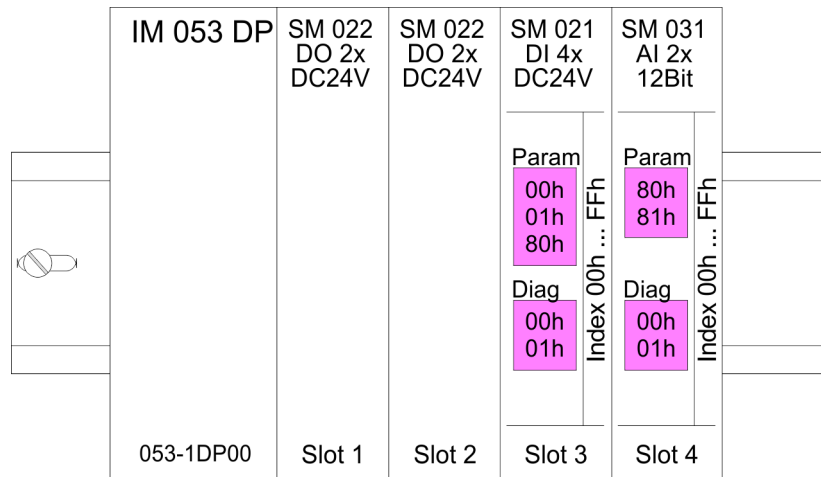 IM 053 DP
053-1DP00
SM 022
DO 2x
DC24V
Slot 1
SM 022
DO 2x
DC24V
Slot 2
SM 021
DI 4x
DC24V
Param
00h
01h
80h
Diag
00h
01h
Index 00h ... FFh
Slot 3
SM 031
AI 2x
12Bit
Param
80h
81h
Diag
00h
01h
Index 00h ... FFh
Slot 4